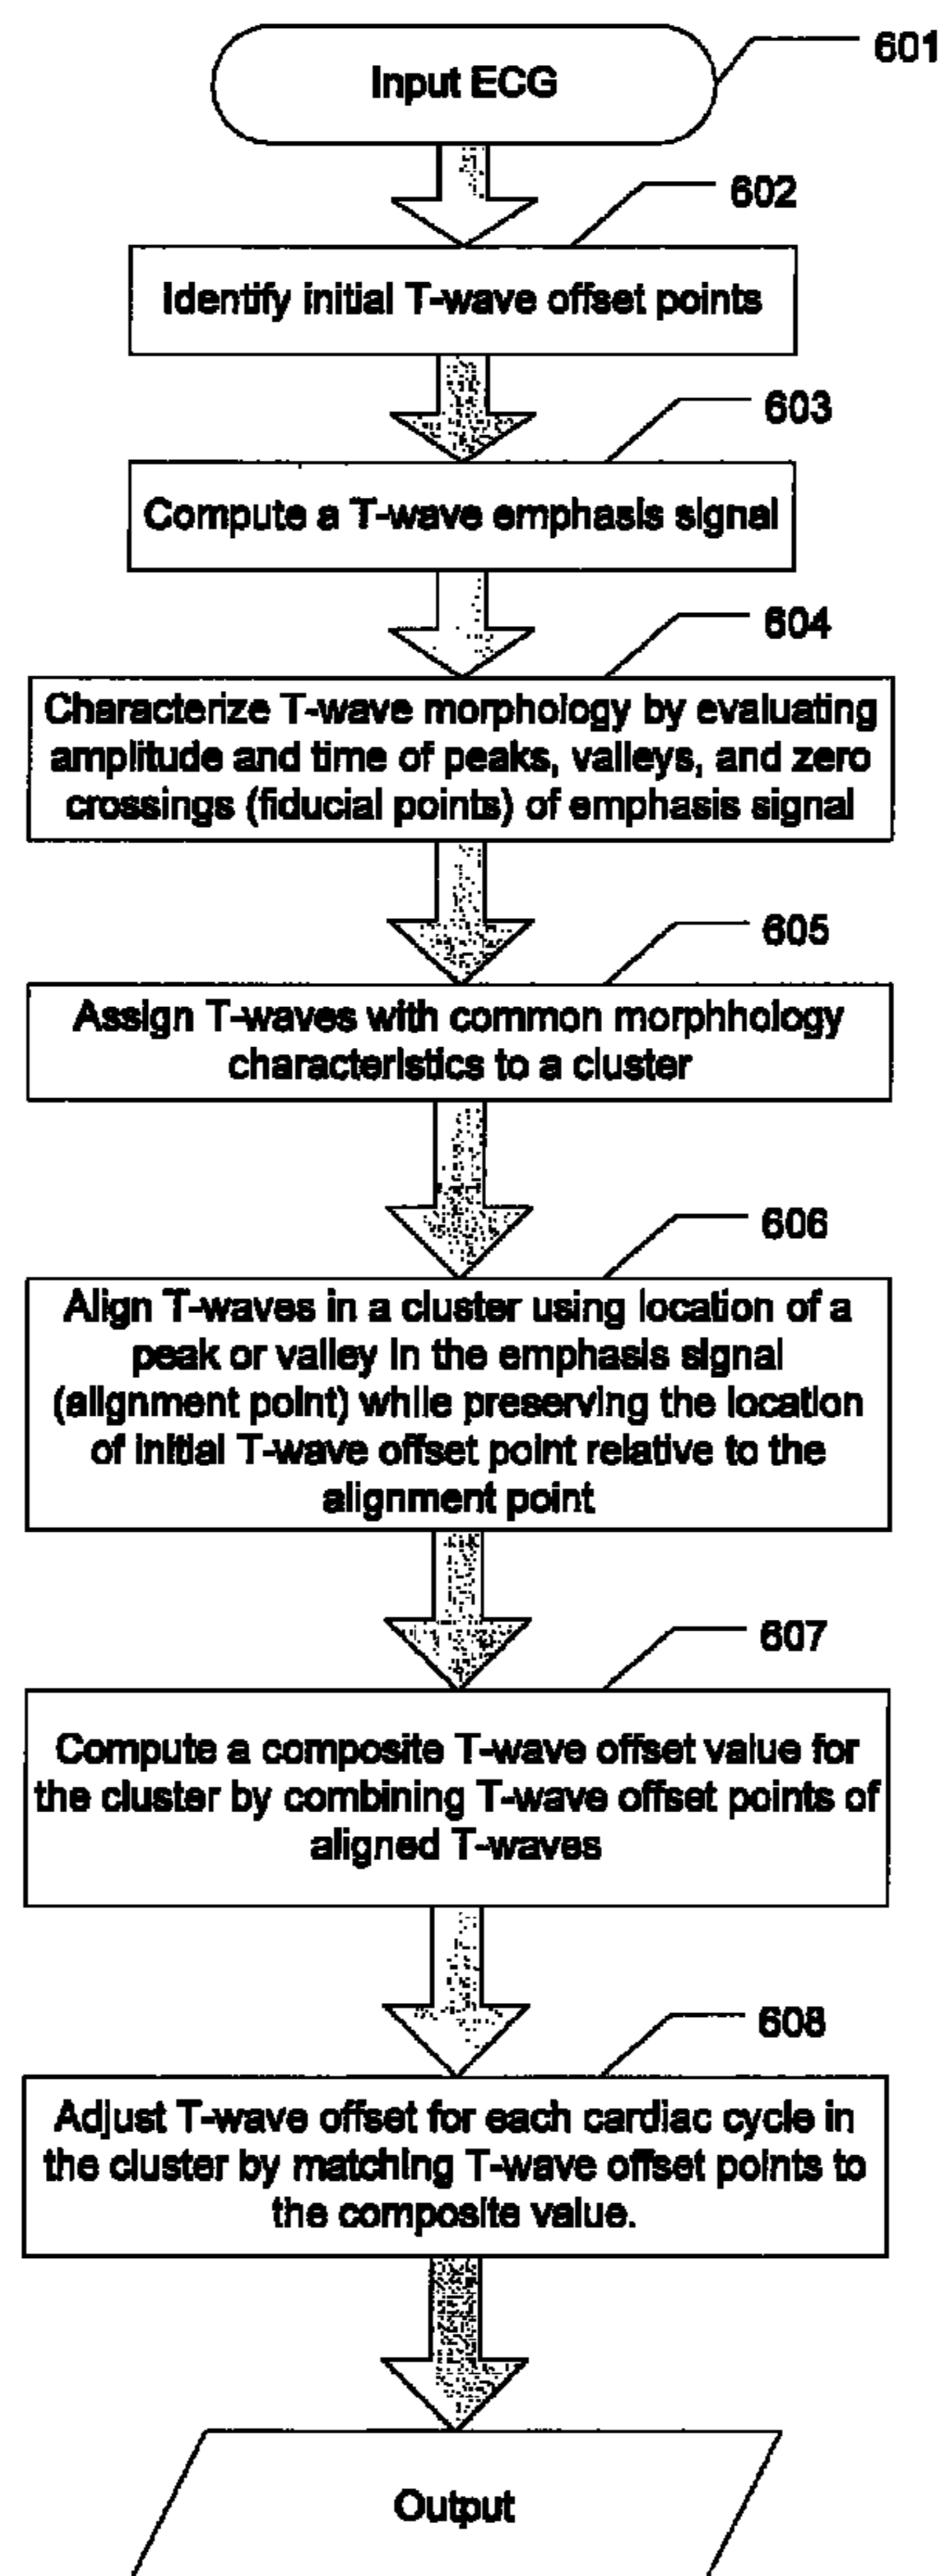 Input ECG
601
602
Identify initial T-wave offset points
603
Compute a T-wave emphasis signal
604
Characterize T-wave morphology by evaluating
amplitude and time of peaks, valleys, and zero
crossings (fiducial points) of emphasis signal
605
Assign T-waves with common morphhology
characteristics to a cluster
606
Align T-waves in a cluster using location of a
peak or valley in the emphasis signal
(alignment point) while preserving the location
of initial T-wave offset point relative to the
alignment point
607
Compute a composite T-wave offset value for
the cluster by combining T-wave offset points of
aligned T-waves
608
Adjust T-wave offset for each cardiac cycle in
the cluster by matching T-wave offset points to
the composite value.
Output